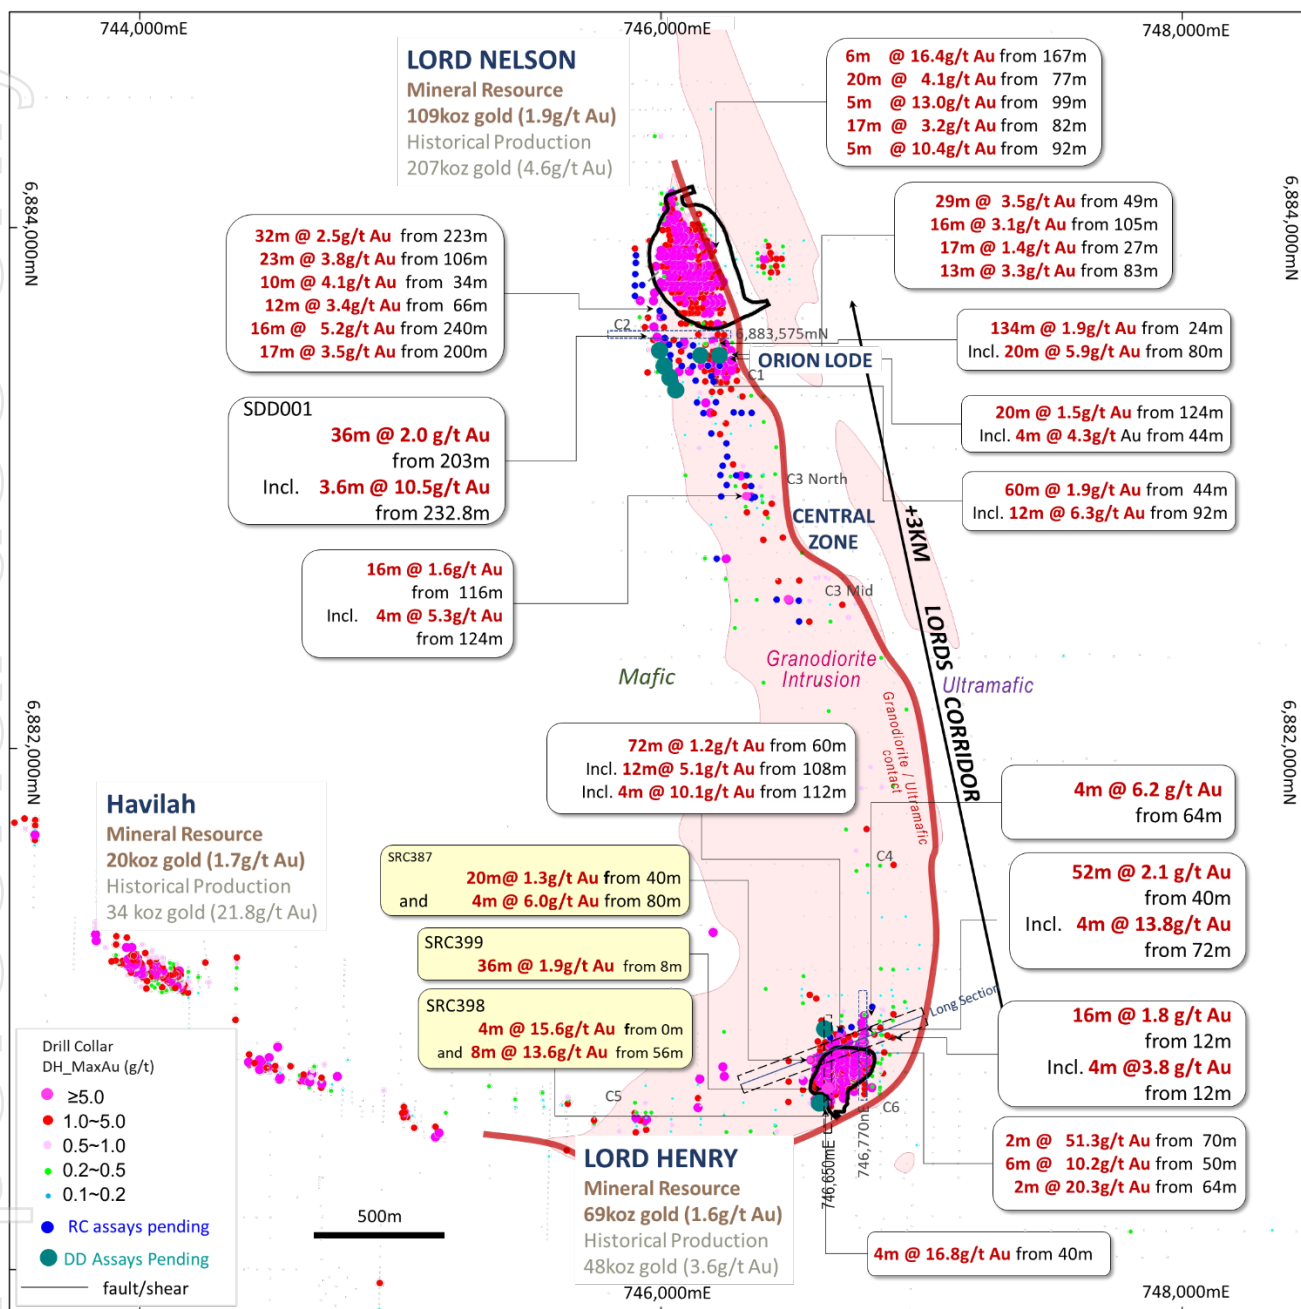 744,000mE
746,000mE
748,000mE
6,884,000mN
6,884,000mN
LORD NELSON
Mineral Resource
109koz gold (1.9g/t Au)
Historical Production
207koz gold (4.6g/t Au)
6m @ 16.4g/t Au from 167m
20m @ 4.1g/t Au from 77m
5m @ 13.0g/t Au from 99m
17m @ 3.2g/t Au from 82m
5m @ 10.4g/t Au from 92m
29m @ 3.5g/t Au from 49m
16m @ 3.1g/t Au from 105m
17m @ 1.4g/t Au from 27m
13m @ 3.3g/t Au from 83m
32m @ 2.5g/t Au from 223m
23m @ 3.8g/t Au from 106m
10m @ 4.1g/t Au from 34m
12m @ 3.4g/t Au from 66m
16m @ 5.2g/t Au from 240m
17m @ 3.5g/t Au from 200m
C2
6,883,575mN
134m @ 1.9g/t Au from 24m
Incl. 20m @ 5.9g/t Au from 80m
ORION LODE
C1
SDD001
36m @ 2.0 g/t Au
from 203m
Incl. 3.6m @ 10.5g/t Au
from 232.8m
20m @ 1.5g/t Au from 124m
Incl. 4m @ 4.3g/t Au from 44m
60m @ 1.9g/t Au from 44m
Incl. 12m @ 6.3g/t Au from 92m
C3 North
CENTRAL
ZONE
+3KM LORDS CORRIDOR
16m @ 1.6g/t Au
from 116m
Incl. 4m @ 5.3g/t Au
from 124m
C3 Mid
Mafic
Granodiorite
Intrusion
Ultramafic
Granodiorite / Ultramafic
contact
6,882,000mN
6,882,000mN
72m @ 1.2g/t Au from 60m
Incl. 12m@ 5.1g/t Au from 108m
Incl. 4m @ 10.1g/t Au from 112m
4m @ 6.2 g/t Au
from 64m
Havilah
Mineral Resource
20koz gold (1.7g/t Au)
Historical Production
34 koz gold (21.8g/t Au)
C4
SRC387
20m@ 1.3g/t Au from 40m
and 4m @ 6.0g/t Au from 80m
52m @ 2.1 g/t Au
from 40m
Incl. 4m @ 13.8g/t Au
from 72m
SRC399
36m @ 1.9g/t Au from 8m
SRC398
4m @ 15.6g/t Au from 0m
and 8m @ 13.6g/t Au from 56m
Long Section
16m @ 1.8 g/t Au
from 12m
Incl. 4m @3.8 g/t Au
from 12m
C5
C6
746,650mE
746,770mE
2m @ 51.3g/t Au from 70m
6m @ 10.2g/t Au from 50m
2m @ 20.3g/t Au from 64m
LORD HENRY
Mineral Resource
69koz gold (1.6g/t Au)
Historical Production
48koz gold (3.6g/t Au)
4m @ 16.8g/t Au from 40m
Drill Collar
DH_MaxAu (g/t)
≥5.0
1.0~5.0
0.5~1.0
0.2~0.5
0.1~0.2
RC assays pending
DD Assays Pending
fault/shear
500m
746,000mE
748,000mE